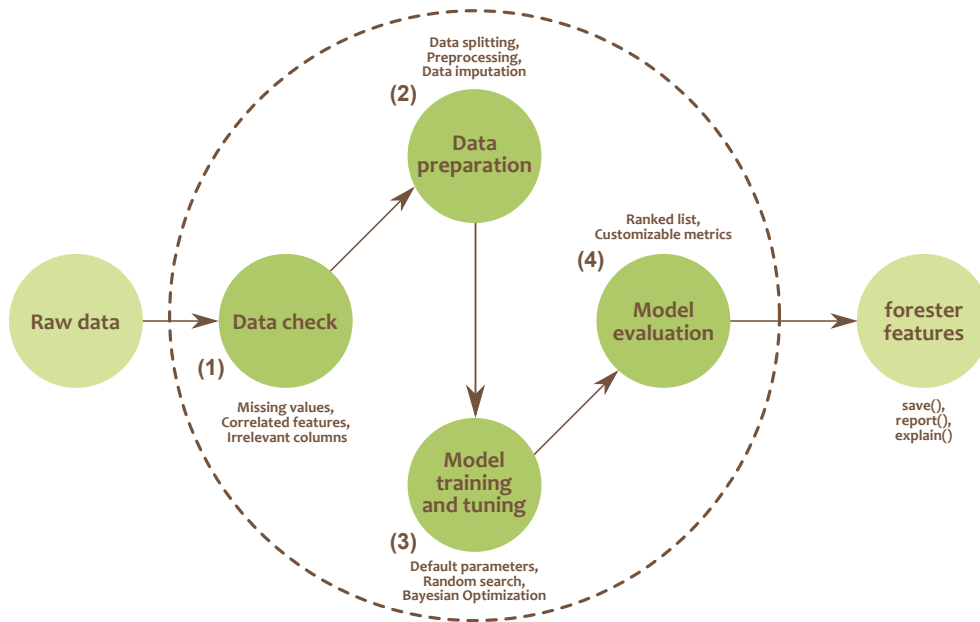 Raw data
Data check
(1)
Missing values,
Correlated features,
Irrelevant columns
Data splitting,
Preprocessing,
Data imputation
(2)
Data
preparation
Model
training
and tuning
(3)
Default parameters,
Random search,
Bayesian Optimization
Ranked list,
Customizable metrics
(4)
Model
evaluation
forester
features
save(),
report(),
explain()